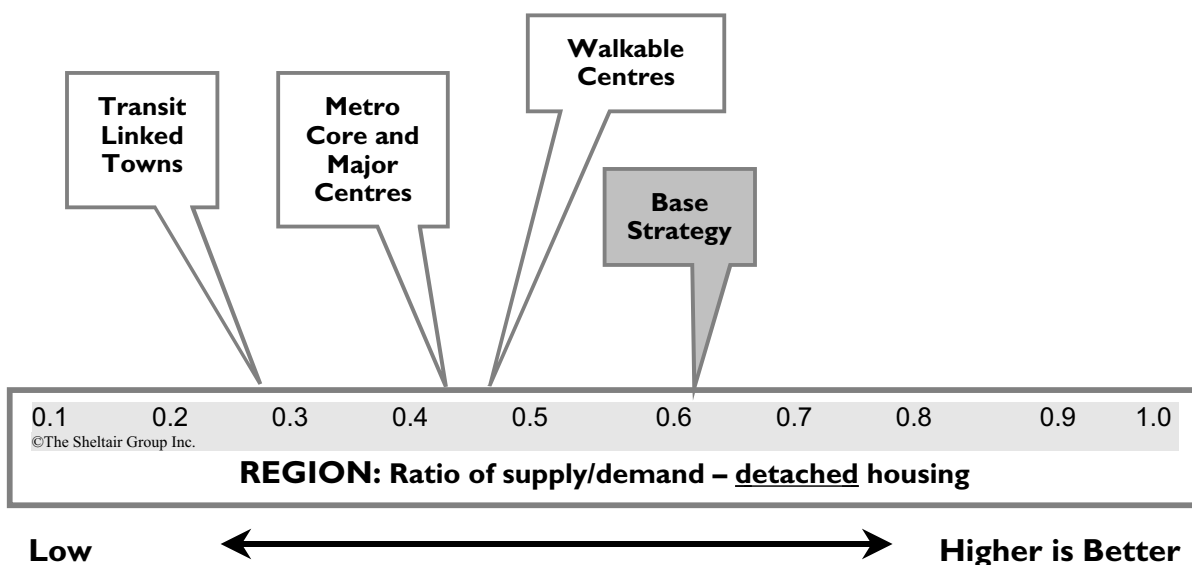 Transit
Linked
Towns
Metro
Core and
Major
Centres
Walkable
Centres
Base
Strategy
0.1 0.2 0.3 0.4 0.5 0.6 0.7 0.8 0.9 1.0
©The Sheltair Group Inc.
REGION: Ratio of supply/demand – detached housing
Low Higher is Better